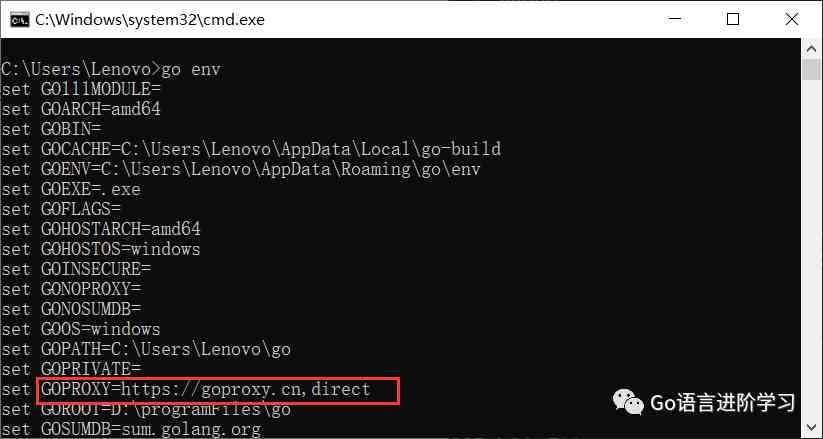 C:\Windows\system32\cmd.exe
C:\Users\Lenovo>go env
set GO111MODULE=
set GOARCH=amd64
set GOBIN=
set GOCACHE=C:\Users\Lenovo\AppData\Local\go-build
set GOENV=C:\Users\Lenovo\AppData\Roaming\go\env
set GOEXE=.exe
set GOFLAGS=
set GOHOSTARCH=amd64
set GOHOSTOS=windows
set GOINSECURE=
set GONOPROXY=
set GONOSUMDB=
set GOOS=windows
set GOPATH=C:\Users\Lenovo\go
set GOPRIVATE=
set GOPROXY=https://goproxy.cn,direct
set GOROOT=D:\programFiles\go
set GOSUMDB=sum.golang.org
Go语言进阶学习